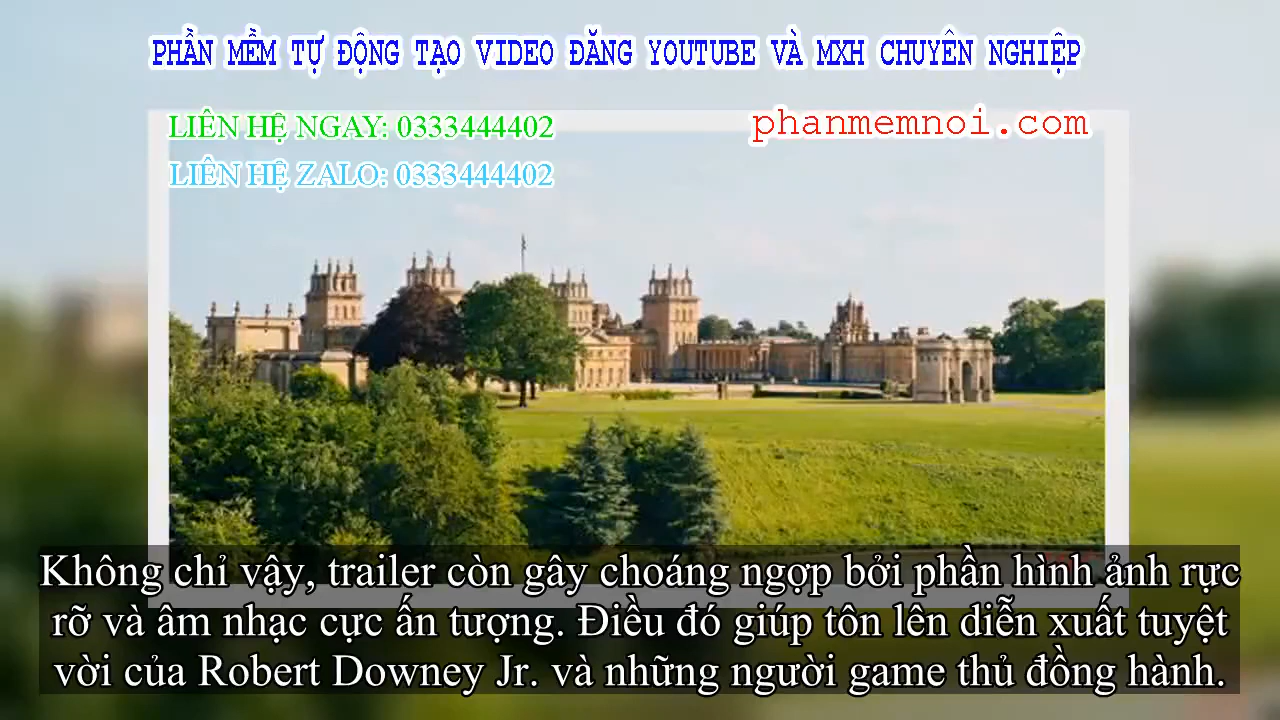 PHẦN MỀM TỰ ĐỘNG TẠO VIDEO ĐĂNG YOUTUBE VÀ MXH CHUYÊN NGHIỆP
LIÊN HỆ NGAY: 0333444402
phanmemnoi.com
LIÊN HỆ ZALO: 0333444402
Không chỉ vậy, trailer còn gây choáng ngợp bởi phần hình ảnh rực
rỡ và âm nhạc cực ấn tượng. Điều đó giúp tôn lên diễn xuất tuyệt
vời của Robert Downey Jr. và những người game thủ đồng hành.